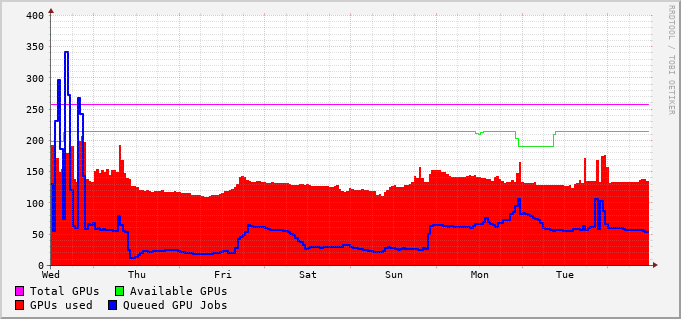 400
350
300
250
200
150
100
50
0
Wed Thu Fri Sat Sun Mon Tue
Total GPUs Available GPUs
GPUs used Queued GPU Jobs
RRDTOOL / TOBI OETIKER